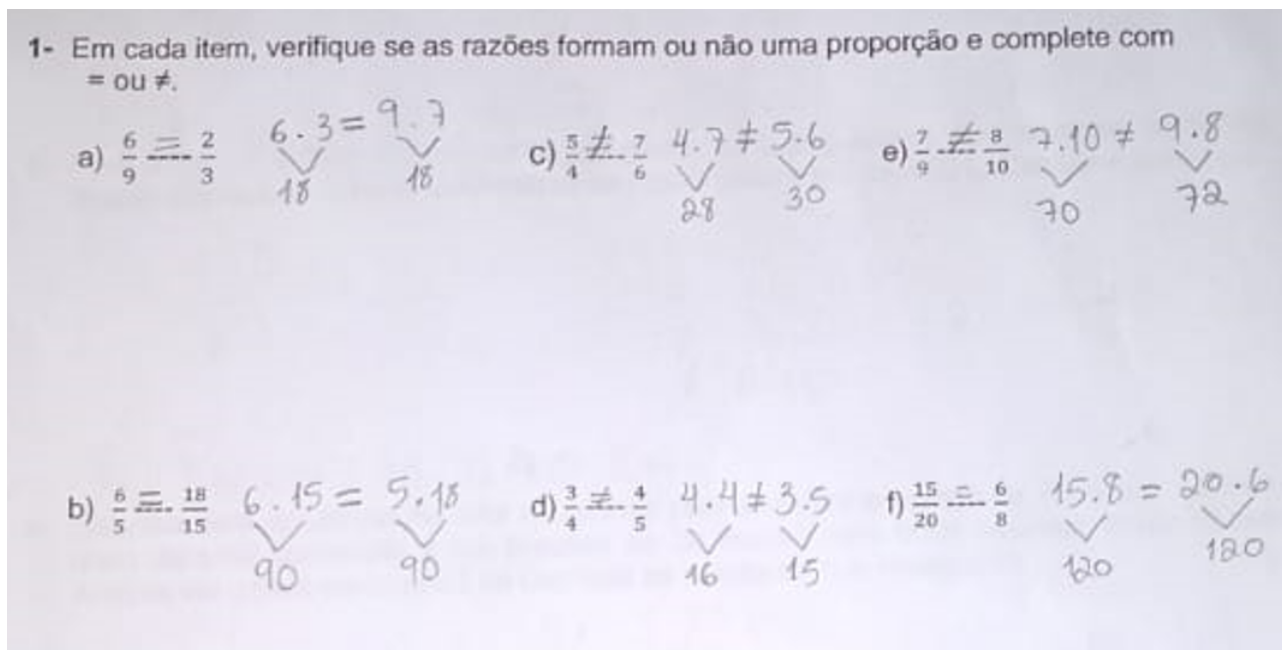 1- Em cada item, verifique se as razões formam ou não uma proporção e complete com
= ou ≠.
a) 6/9 = 2/3 6 . 3 = 9 . 7
18 18
c) 5/4 ≠ 7/6 4 . 7 ≠ 5 . 6
28 30
e) 7/9 ≠ 8/10 7 . 10 ≠ 9 . 8
70 72
b) 6/5 = 18/15 6 . 15 = 5 . 18
90 90
d) 3/4 ≠ 4/5 4 . 4 ≠ 3 . 5
16 15
f) 15/20 = 6/8 15 . 8 = 20 . 6
120 120